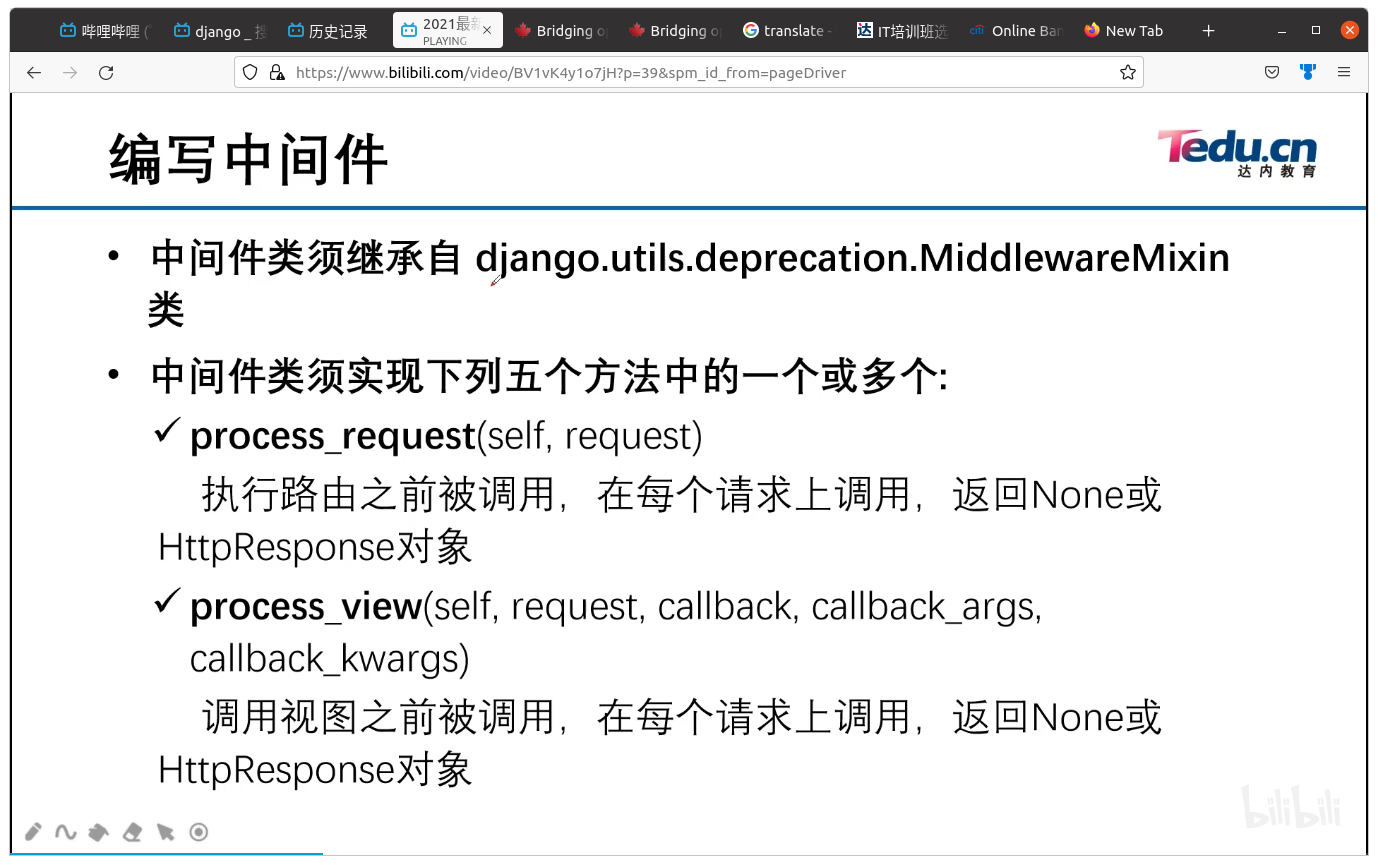 哔哩哔哩 (
django _ 搜
历史记录
2021最新
PLAYING
Bridging o
Bridging o
translate -
IT培训班选
Online Ban
New Tab
https://www.bilibili.com/video/BV1vK4y1o7jH?p=39&spm_id_from=pageDriver
编写中间件
Tedu.cn
达内教育
• 中间件类须继承自 django.utils.deprecation.MiddlewareMixin
类
• 中间件类须实现下列五个方法中的一个或多个:
✓ process_request(self, request)
执行路由之前被调用，在每个请求上调用，返回None或
HttpResponse对象
✓ process_view(self, request, callback, callback_args,
callback_kwargs)
调用视图之前被调用，在每个请求上调用，返回None或
HttpResponse对象
bilibili